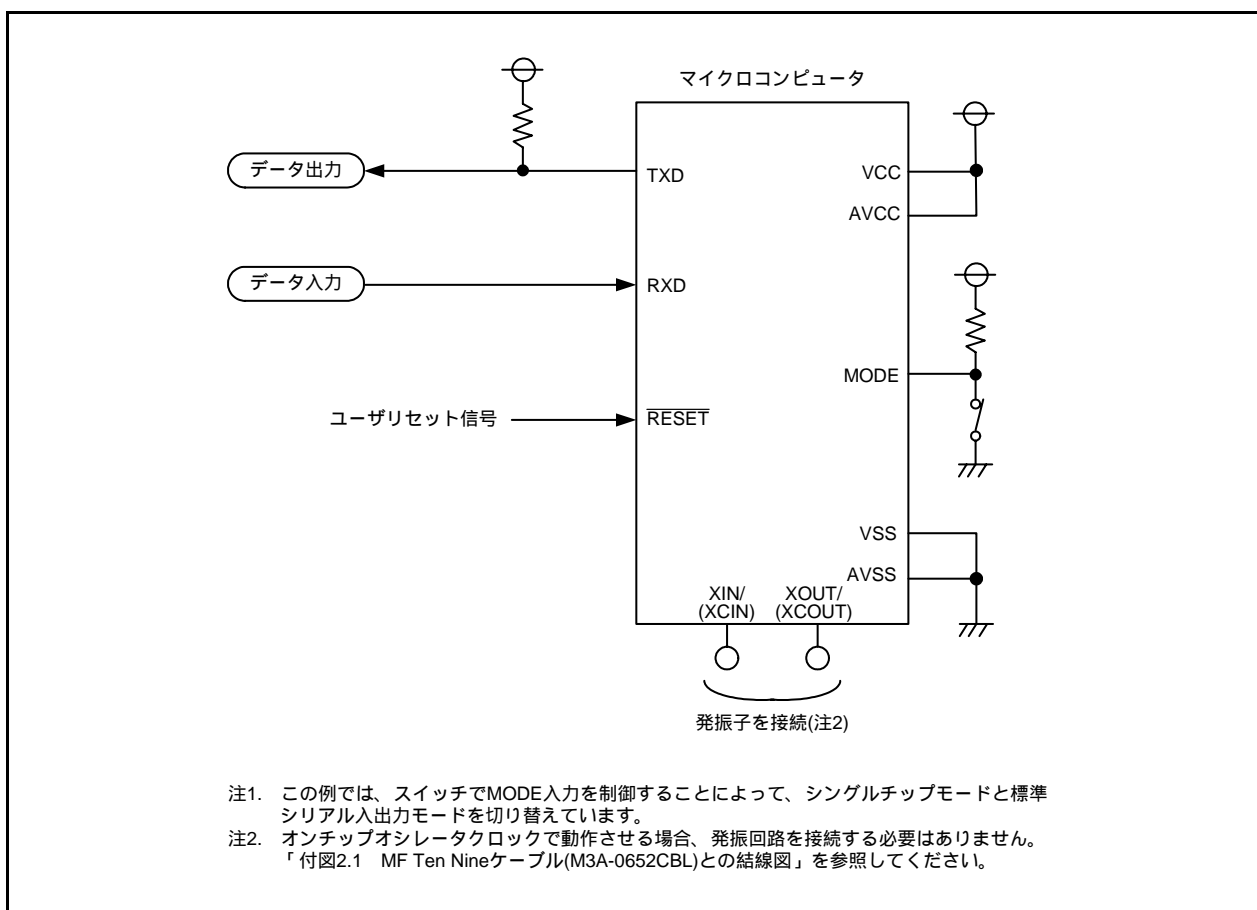 マイクロコンピュータ
データ出力
TXD
VCC
AVCC
データ入力
RXD
MODE
ユーザリセット信号
RESET
VSS
AVSS
XIN/
(XCIN)
XOUT/
(XCOUT)
発振子を接続(注2)
注1. この例では、スイッチでMODE入力を制御することによって、シングルチップモードと標準
シリアル入出力モードを切り替えています。
注2. オンチップオシレータクロックで動作させる場合、発振回路を接続する必要はありません。
「付図2.1 MF Ten Nineケーブル(M3A-0652CBL)との結線図」を参照してください。